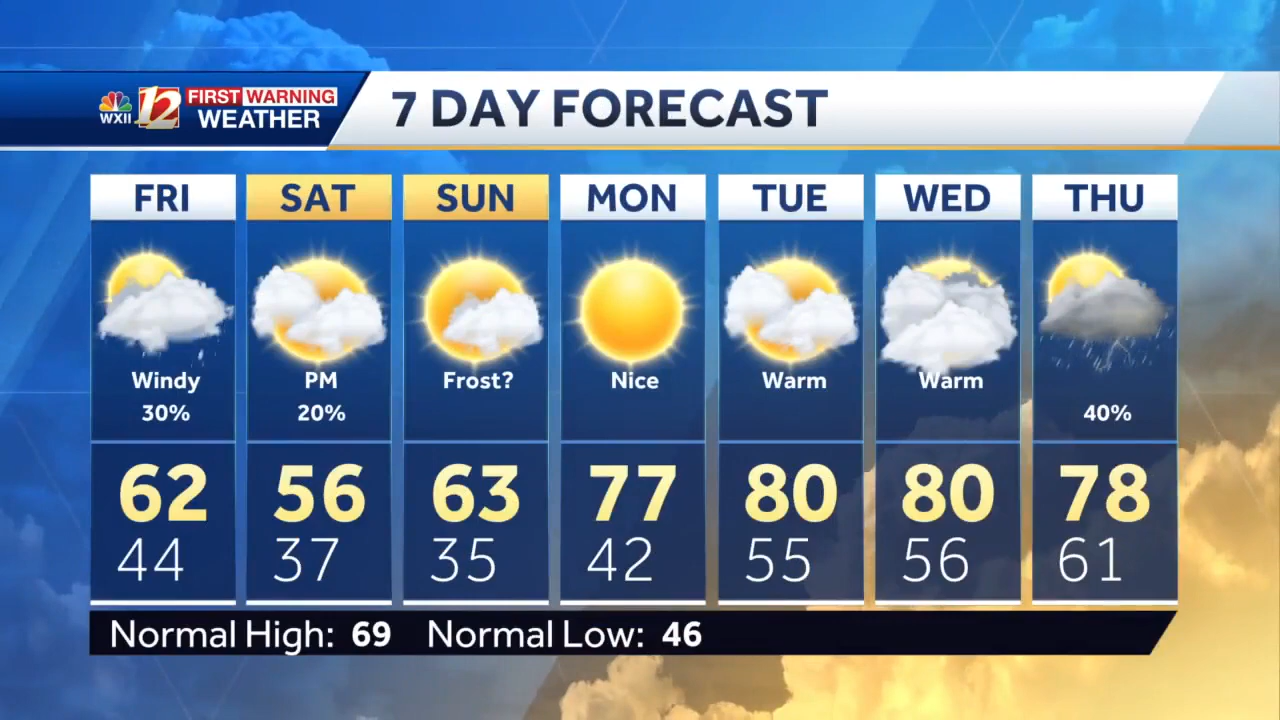 WXII 12 FIRST WARNING WEATHER
7 DAY FORECAST
FRI SAT SUN MON TUE WED THU
Windy PM Frost? Nice Warm Warm
30% 20% 40%
62 56 63 77 80 80 78
44 37 35 42 55 56 61
Normal High: 69 Normal Low: 46